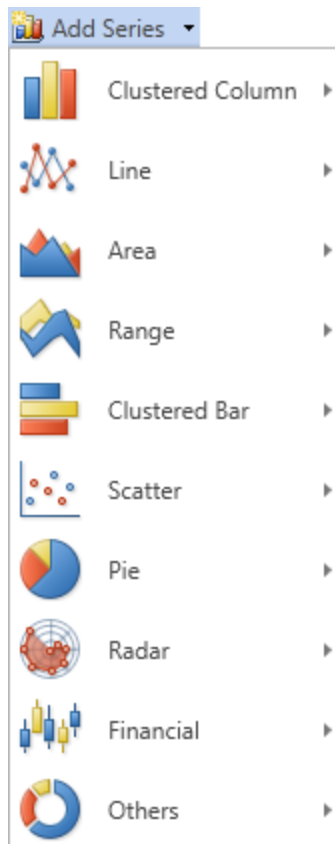 Add Series
Clustered Column
Line
Area
Range
Clustered Bar
Scatter
Pie
Radar
Financial
Others